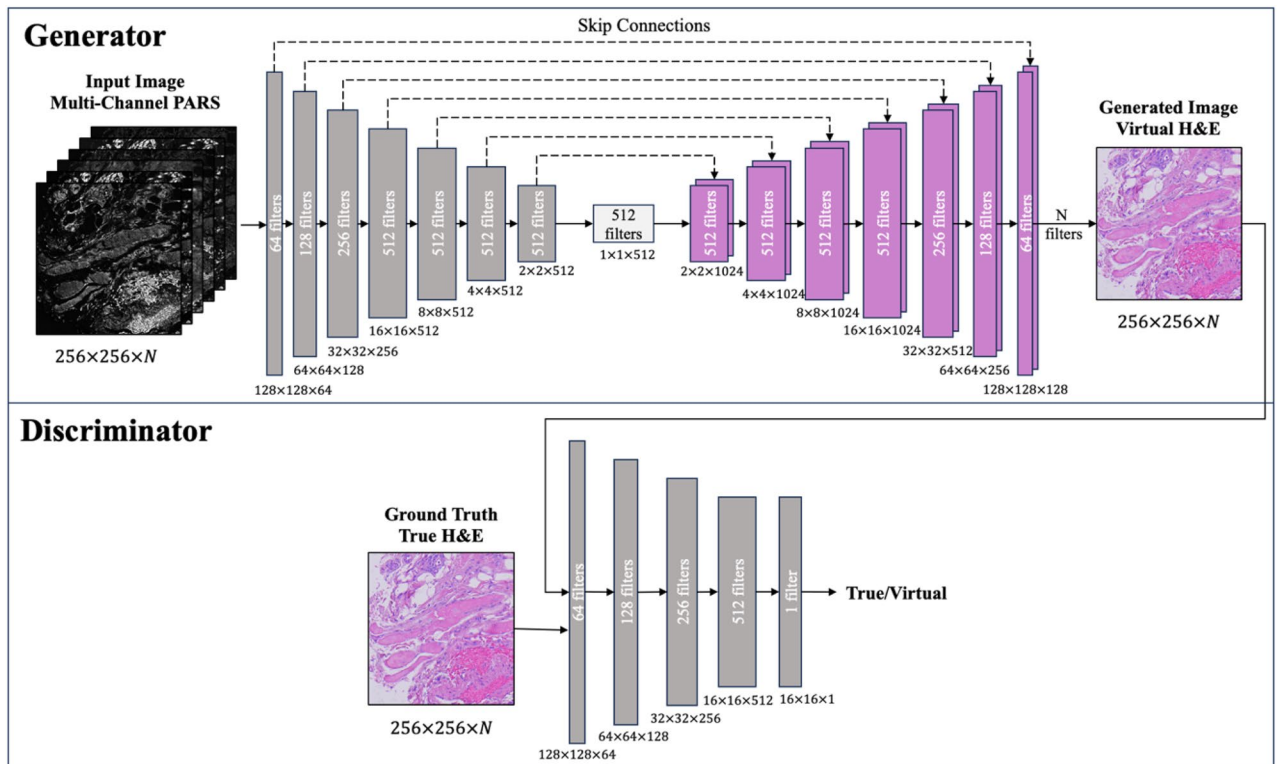 Generator
Skip Connections
Input Image
Multi-Channel PARS
256×256×N
64 filters
128×128×64
128 filters
64×64×128
256 filters
32×32×256
512 filters
16×16×512
512 filters
8×8×512
512 filters
4×4×512
512 filters
2×2×512
512
filters
1×1×512
512 filters
2×2×1024
512 filters
4×4×1024
512 filters
8×8×1024
512 filters
16×16×1024
256 filters
32×32×512
128 filters
64×64×256
64 filters
128×128×128
N
filters
Generated Image
Virtual H&E
256×256×N
Discriminator
Ground Truth
True H&E
256×256×N
64 filters
128×128×64
128 filters
64×64×128
256 filters
32×32×256
512 filters
16×16×512
1 filter
16×16×1
True/Virtual